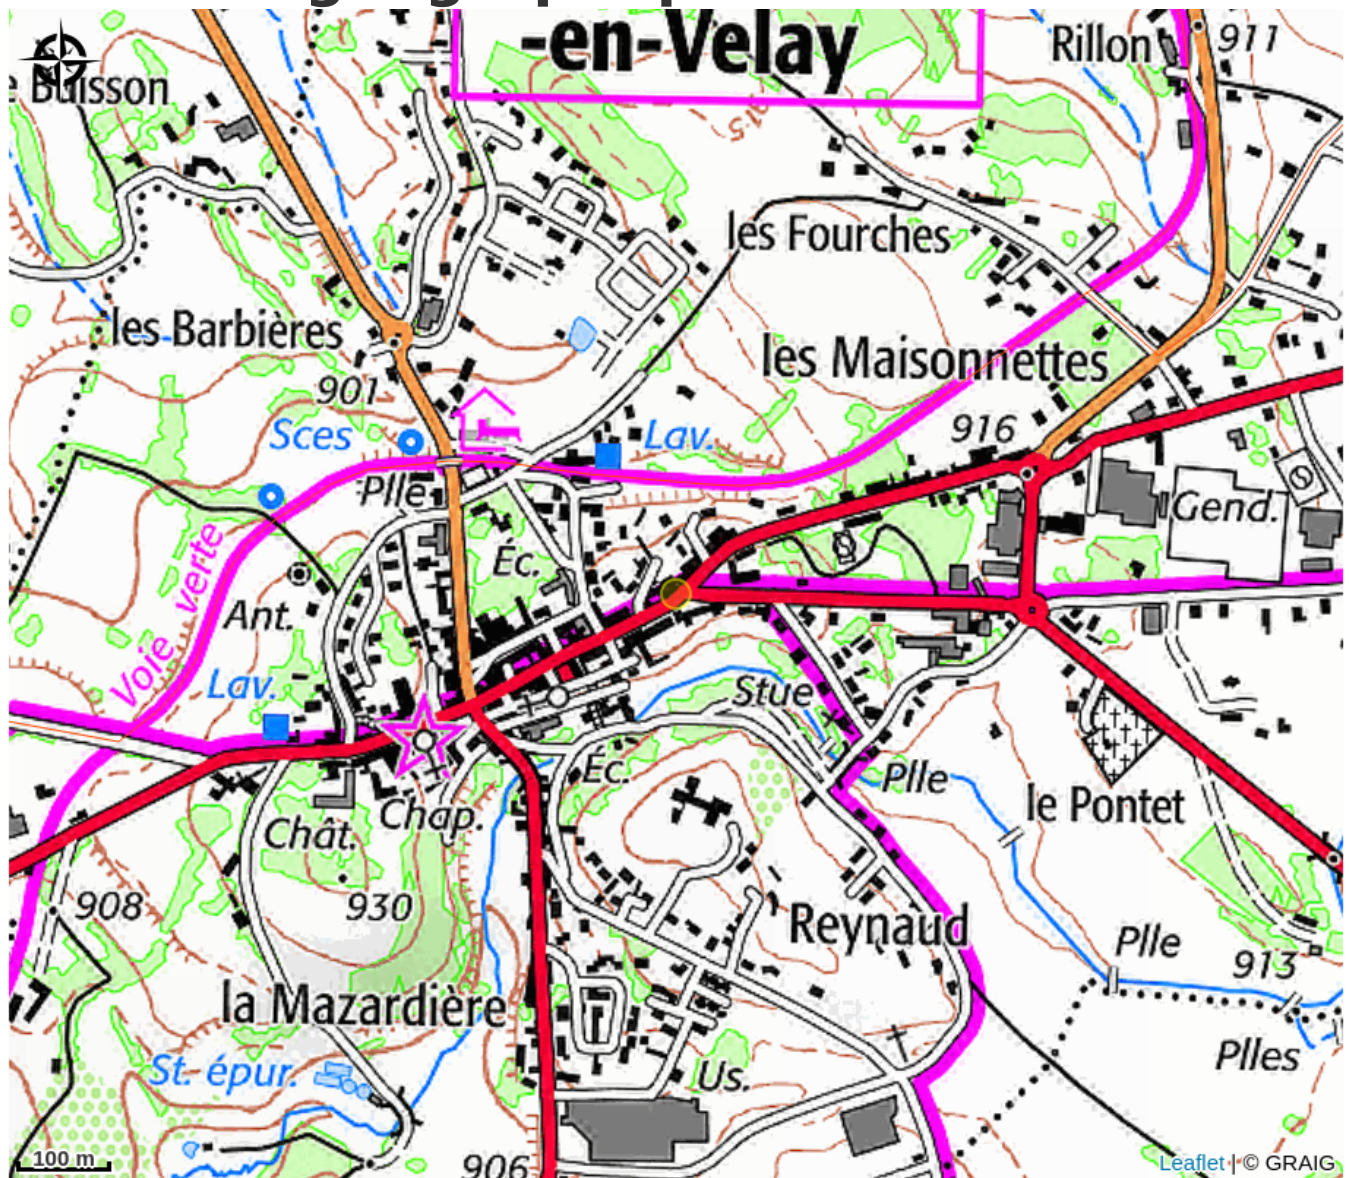 -en-Velay
Rillon
911
Buisson
les Fourches
les Barbières
les Maisonnettes
901
916
Sces
Lav.
Plle
Gend.
Éc.
Voie verte
Ant.
Lav.
Stue
Éc.
Plle
le Pontet
Chap.
Chât.
908
930
Reynaud
Plle
913
la Mazardière
Plles
St. épur.
Us.
100 m
906
Leaflet | © GRAIG